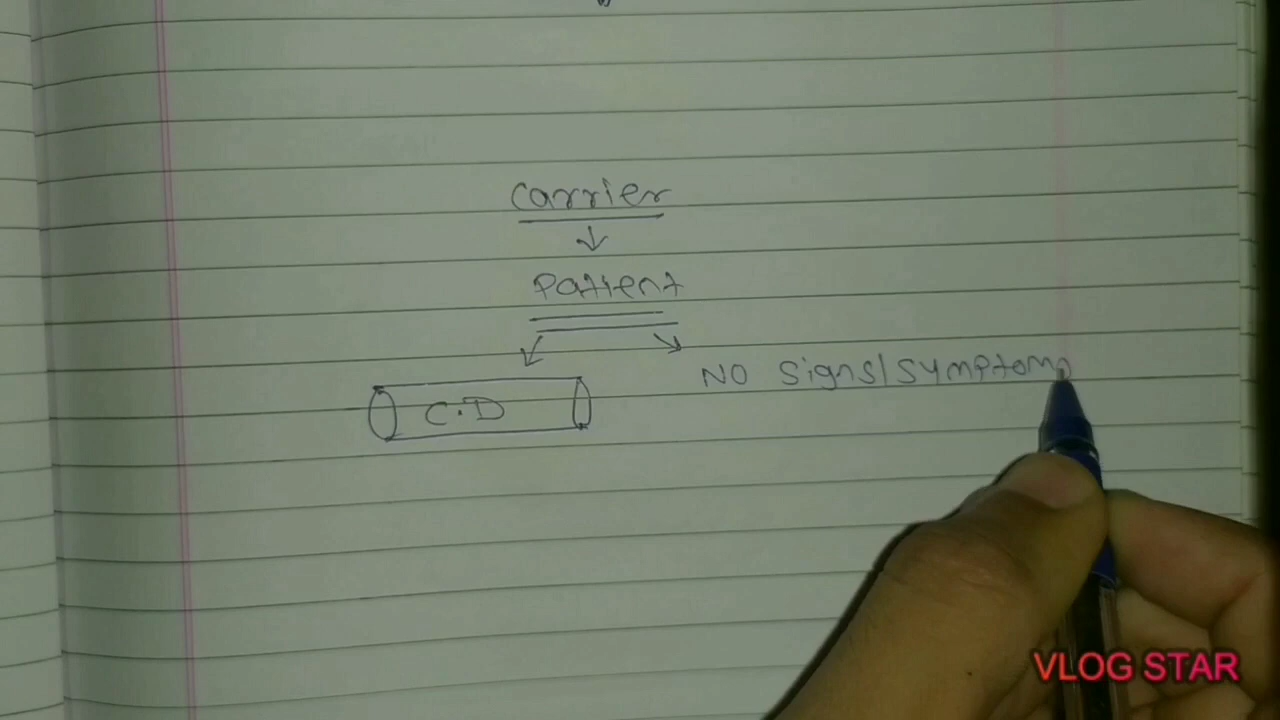 Carrier
Patient
C.D
NO Signs/Symptoms
VLOG STAR